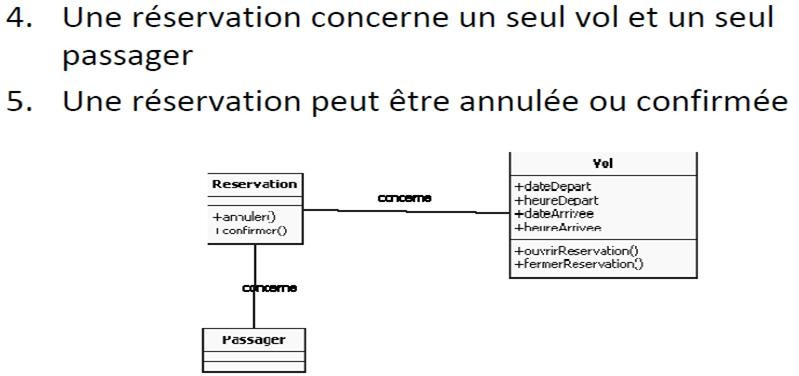 4. Une réservation concerne un seul vol et un seul
passager
5. Une réservation peut être annulée ou confirmée
Vol
+dateDepart
+heureDepart
+dateArrivee
+heureArrivee
+ouvrirReservation()
+fermerReservation()
Reservation
+annuler()
+confirmer()
concerne
concerne
Passager